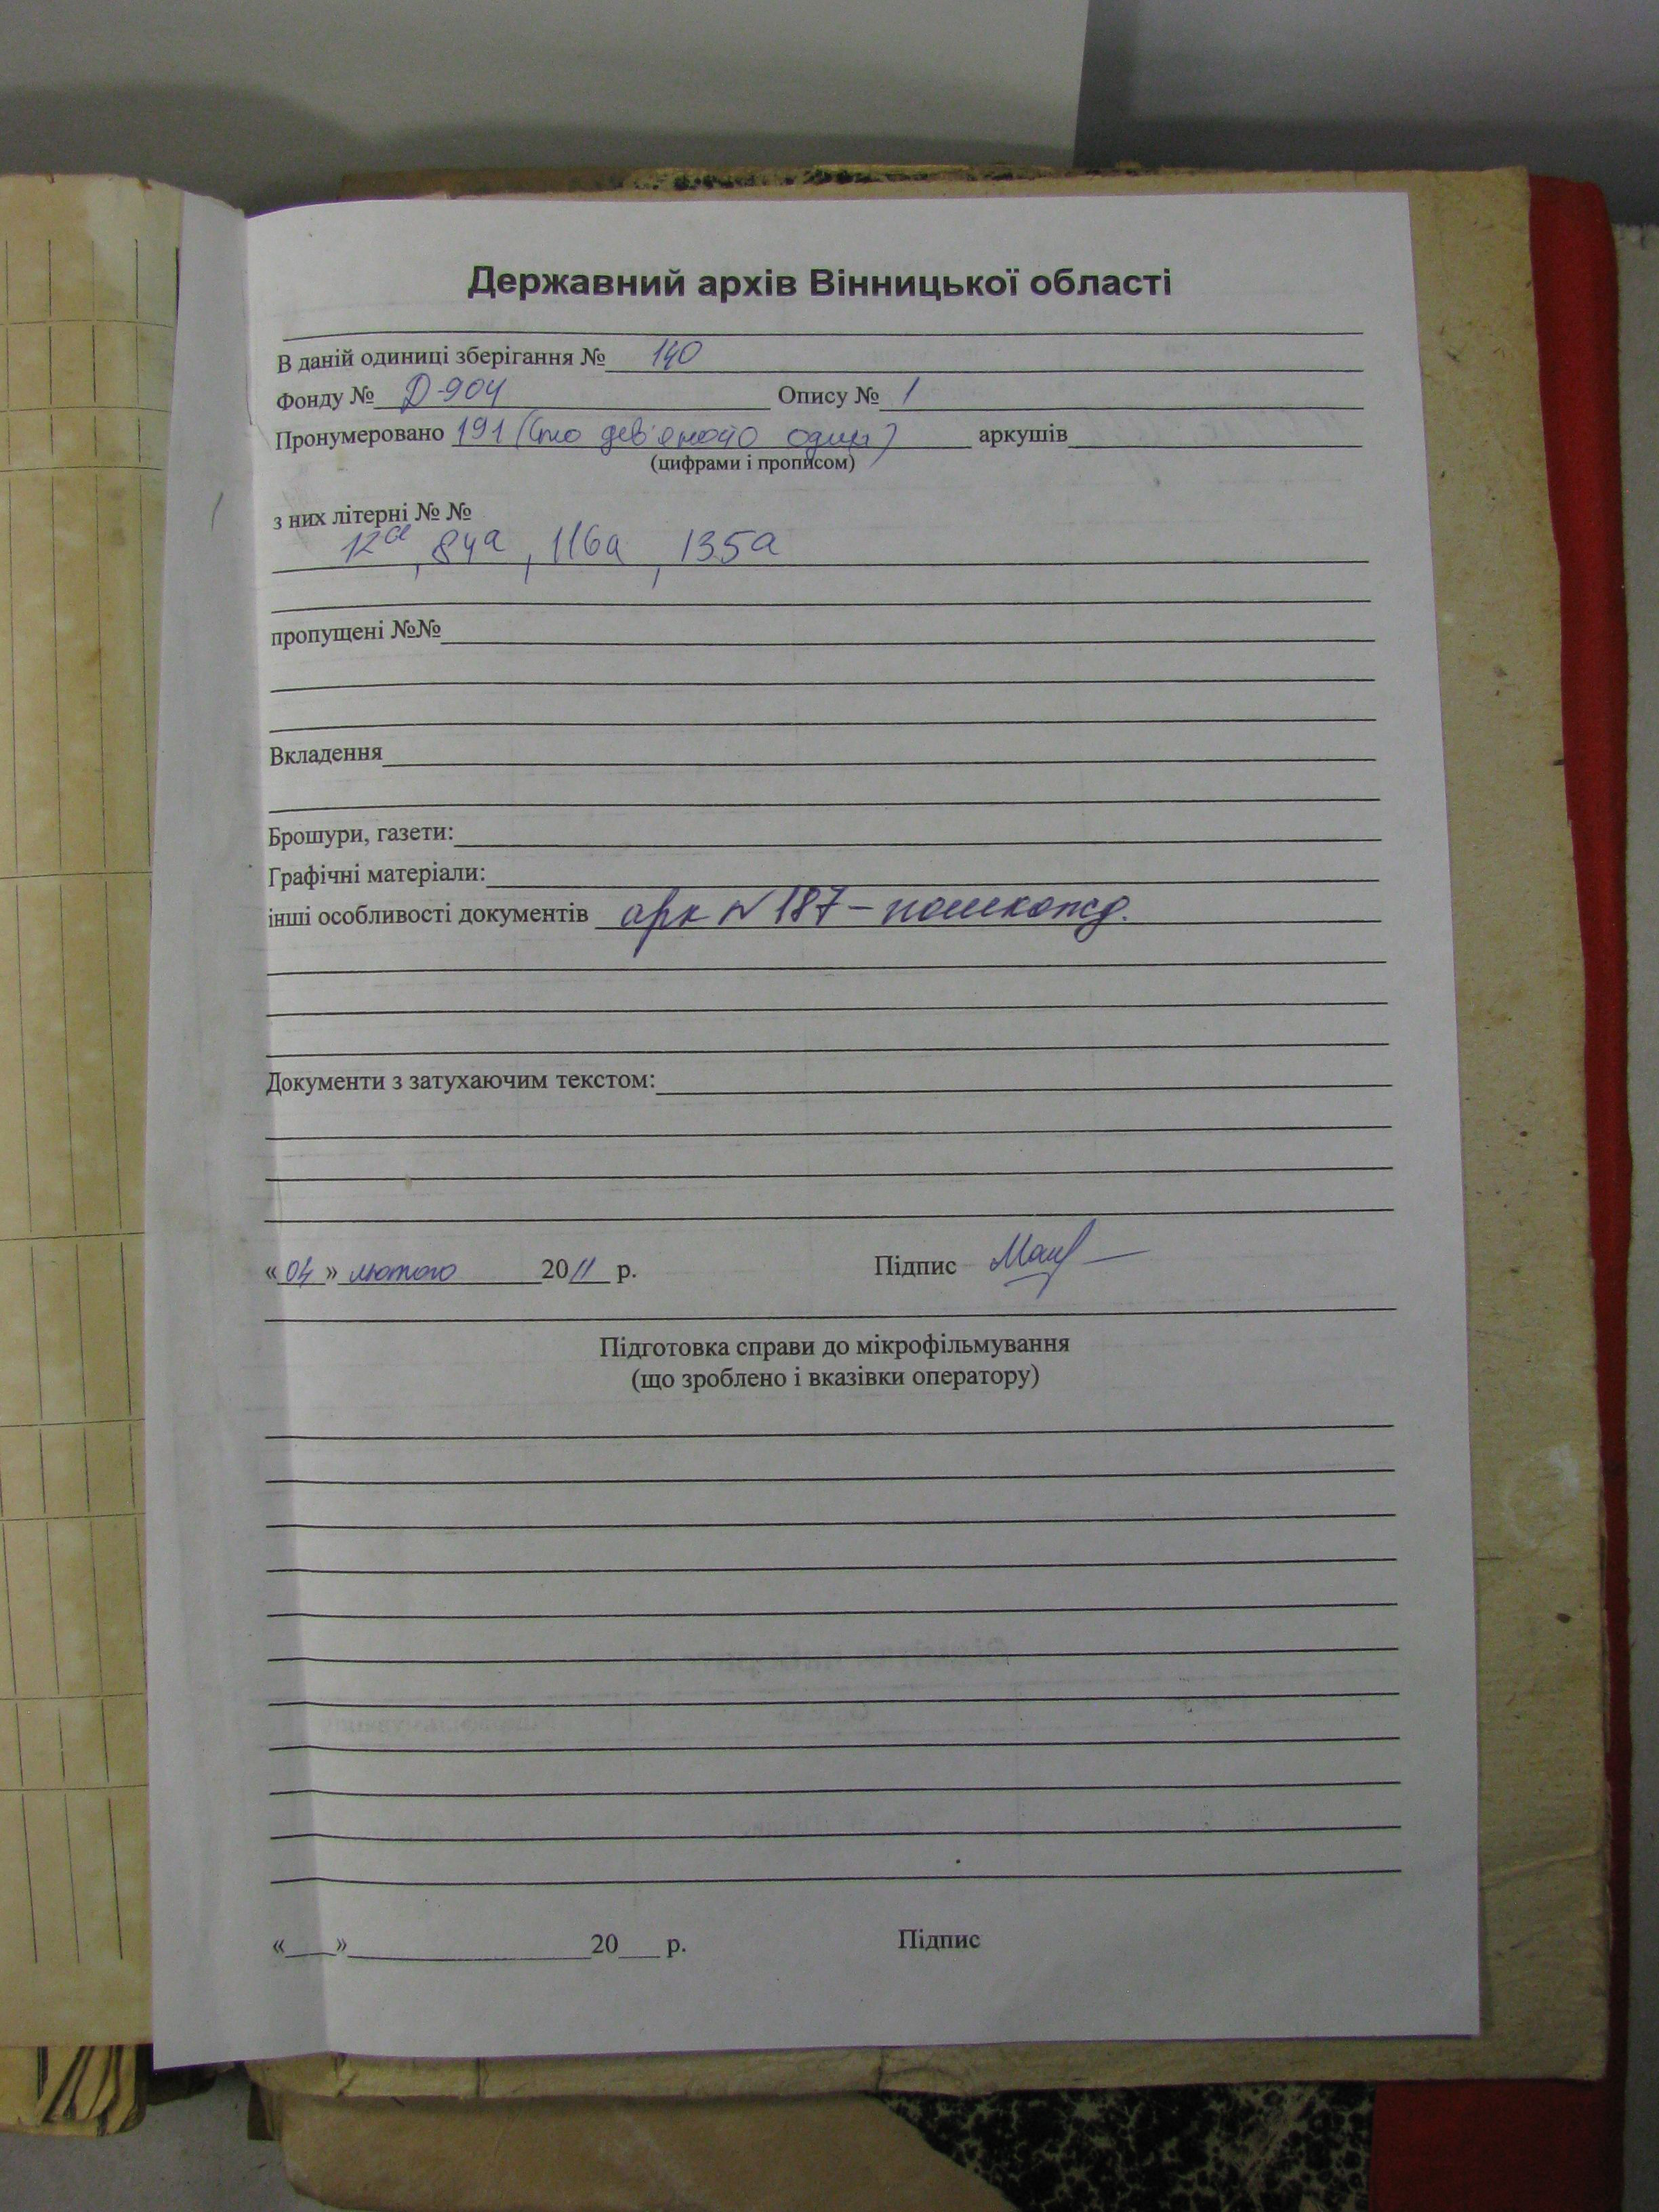 Державний архів Вінницької області
В даній одиниці зберігання № 140
Фонду № Д-904 Опису № 1
Пронумеровано 191 (сто дев'яносто один) аркушів
(цифрами і прописом)
з них літерні № №
12а, 84а, 116а, 135а
пропущені №№
Вкладення
Брошури, газети:
Графічні матеріали:
інші особливості документів арк № 187 – пошкожд.
Документи з затухаючим текстом:
«04» лютого 2011 р. Підпис
Підготовка справи до мікрофільмування
(що зроблено і вказівки оператору)
«___»___ 20___ р. Підпис